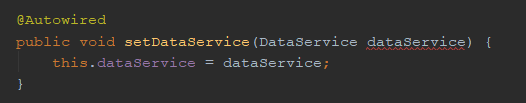 @Autowired
public void setDataService(DataService dataService) {
    this.dataService = dataService;
}